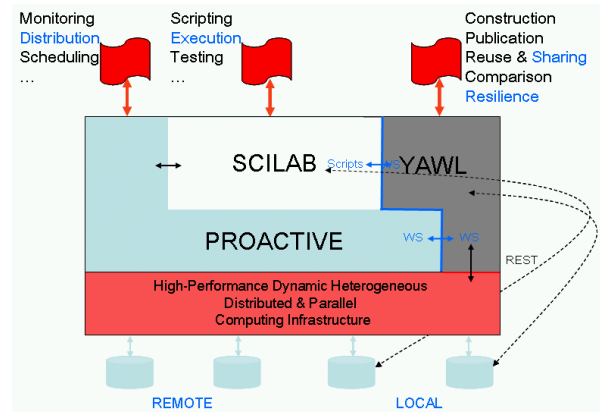 Monitoring
Distribution
Scheduling
...
Scripting
Execution
Testing
...
Construction
Publication
Reuse & Sharing
Comparison
Resilience
SCILAB
Scripts
WS
YAWL
PROACTIVE
WS
WS
REST
High-Performance Dynamic Heterogeneous
Distributed & Parallel
Computing Infrastructure
REMOTE
LOCAL